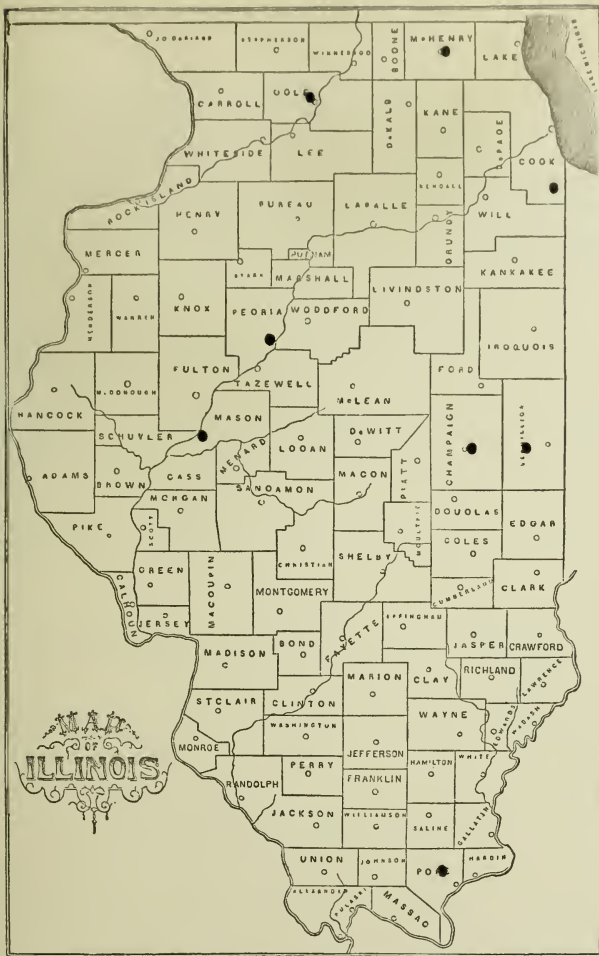 JO DAVIESS
STEPHENSON
WINNEBAGO
BOONE
McHENRY
LAKE
CARROLL
OGLE
DeKALB
KANE
DuPAGE
COOK
WHITESIDE
LEE
KENDALL
ROCK ISLAND
HENRY
BUREAU
LASALLE
GRUNDY
WILL
MERCER
PUTNAM
STARK
MARSHALL
KANKAKEE
HENDERSON
WARREN
KNOX
PEORIA
WOODFORD
LIVINGSTON
IROQUOIS
FORD
FULTON
TAZEWELL
McLEAN
HANCOCK
McDONOUGH
SCHUYLER
MASON
MENARD
LOGAN
DeWITT
CHAMPAIGN
ADAMS
BROWN
CASS
MORGAN
MACON
PIATT
MOULTRIE
DOUGLAS
EDGAR
PIKE
SCOTT
COLES
CHRISTIAN
SHELBY
GREEN
MACOUPIN
MONTGOMERY
CUMBERLAND
CLARK
CALHOUN
JERSEY
FAYETTE
EFFINGHAM
JASPER
CRAWFORD
MADISON
BOND
MARION
CLAY
RICHLAND
LAWRENCE
ST CLAIR
CLINTON
WASHINGTON
WAYNE
EDWARDS
WABASH
MONROE
JEFFERSON
PERRY
HAMILTON
WHITE
RANDOLPH
FRANKLIN
JACKSON
WILLIAMSON
SALINE
GALLATIN
UNION
JOHNSON
POPE
HARDIN
ALEXANDER
PULASKI
MASSAC
MAP
OF
ILLINOIS